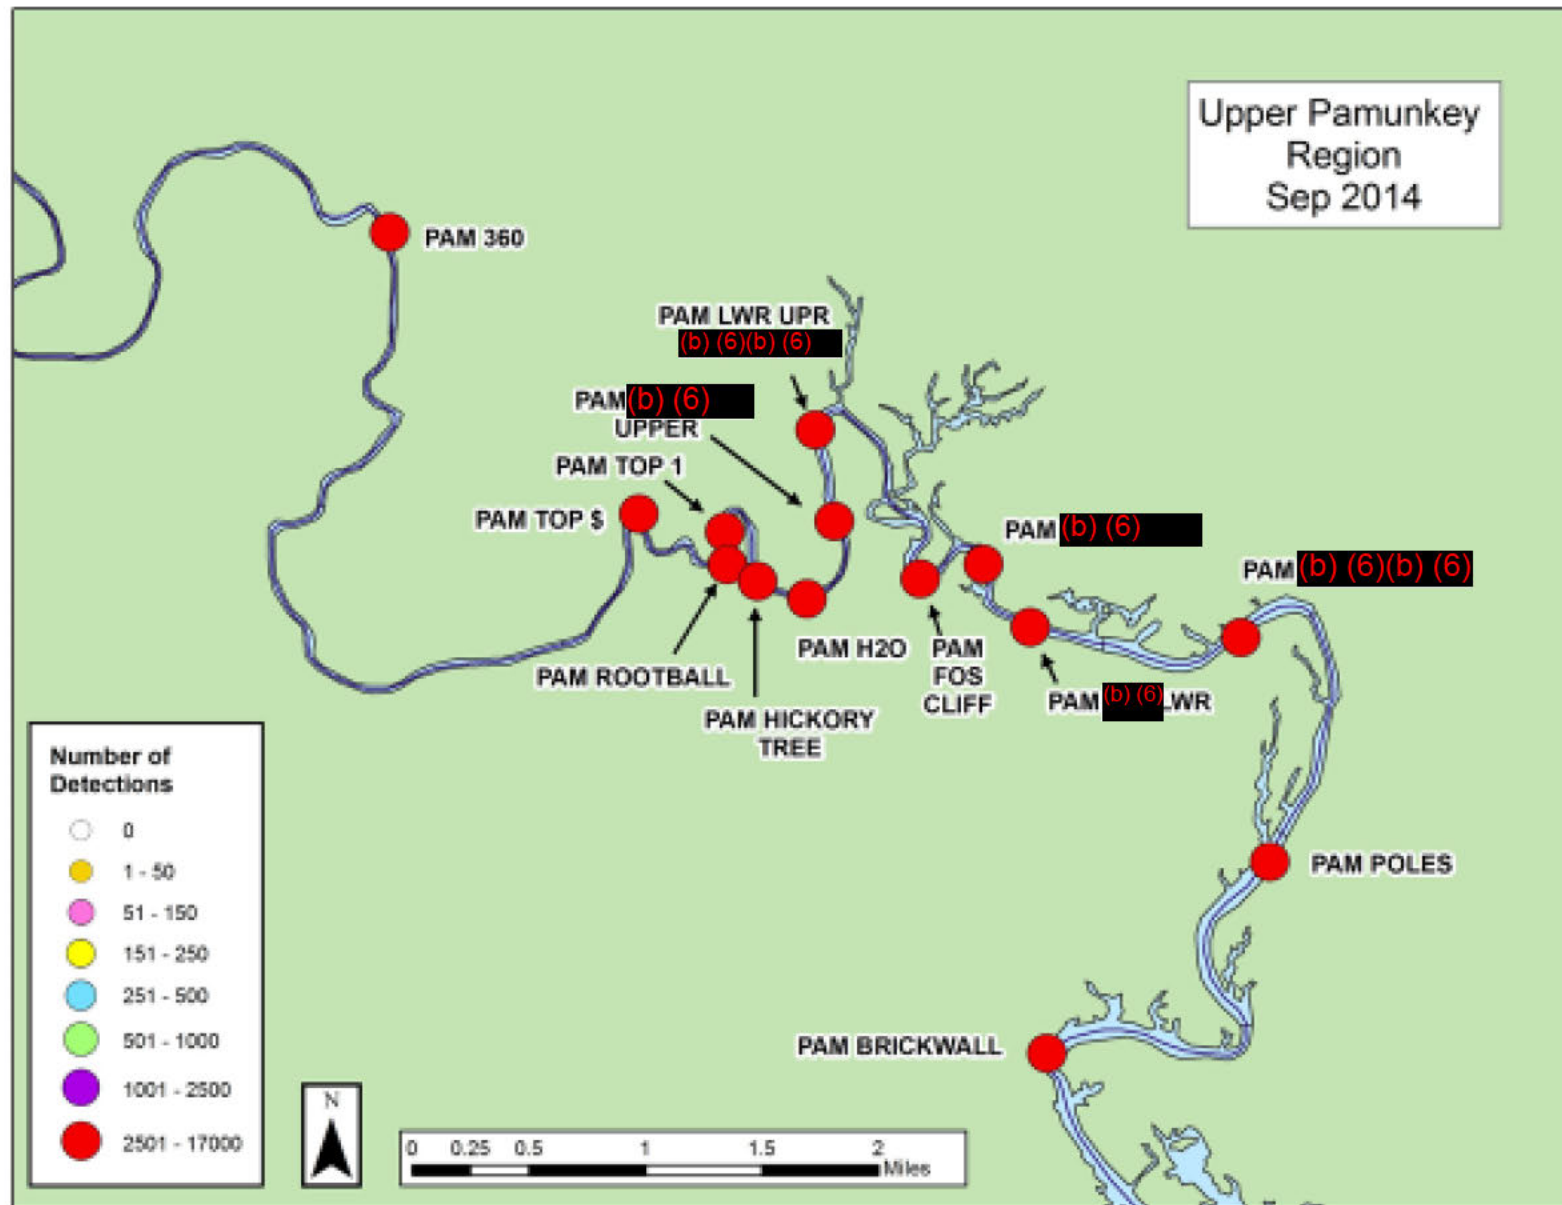 Upper Pamunkey
Region
Sep 2014
PAM 360
PAM LWR UPR
(b) (6)(b) (6)
PAM (b) (6)
UPPER
PAM TOP 1
PAM TOP $
PAM (b) (6)
PAM (b) (6)(b) (6)
PAM H2O
PAM
FOS
CLIFF
PAM ROOTBALL
PAM (b) (6) LWR
PAM HICKORY
TREE
PAM POLES
PAM BRICKWALL
Number of
Detections
0
1 - 50
51 - 150
151 - 250
251 - 500
501 - 1000
1001 - 2500
2501 - 17000
N
0 0.25 0.5 1 1.5 2
Miles